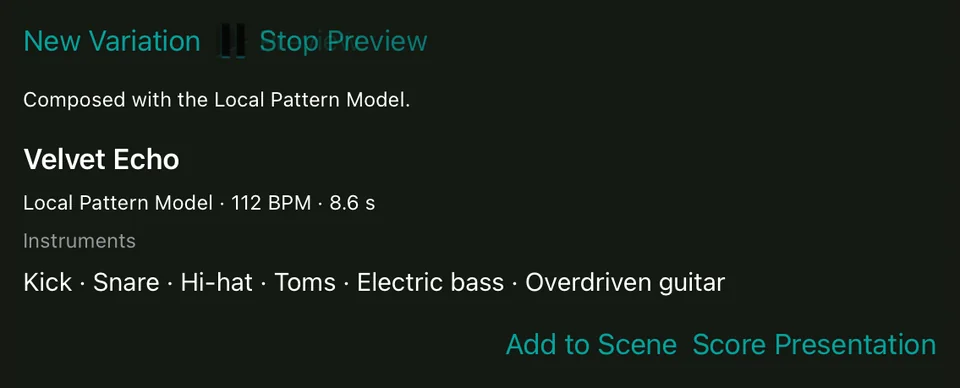 New Variation Stop Preview
Composed with the Local Pattern Model.
Velvet Echo
Local Pattern Model · 112 BPM · 8.6 s
Instruments
Kick · Snare · Hi-hat · Toms · Electric bass · Overdriven guitar
Add to Scene Score Presentation